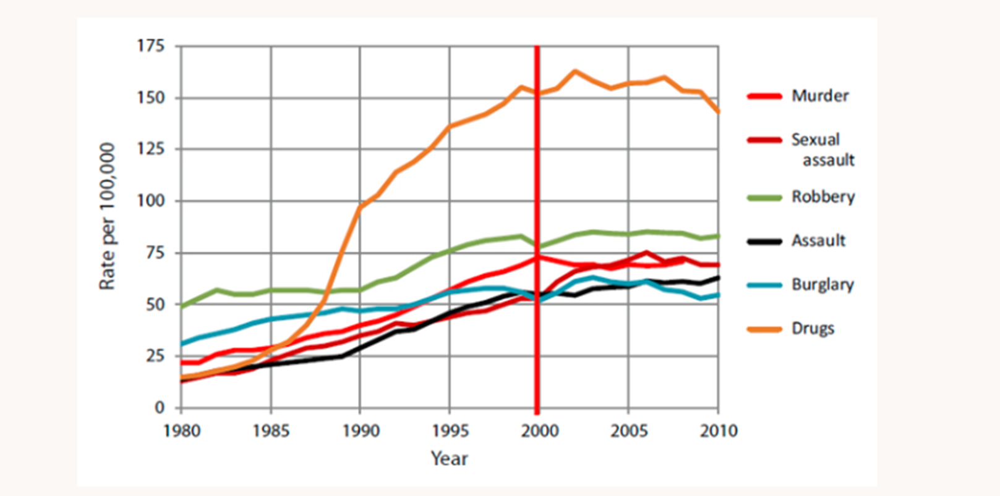 175
150
125
100
75
50
25
0
Rate per 100,000
1980 1985 1990 1995 2000 2005 2010
Year
Murder
Sexual
assault
Robbery
Assault
Burglary
Drugs